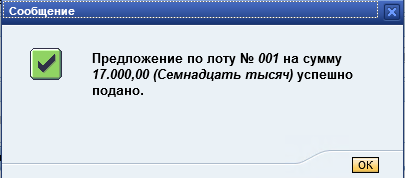 Сообщение
Предложение по лоту № 001 на сумму
17.000,00 (Семнадцать тысяч) успешно
подано.
OK